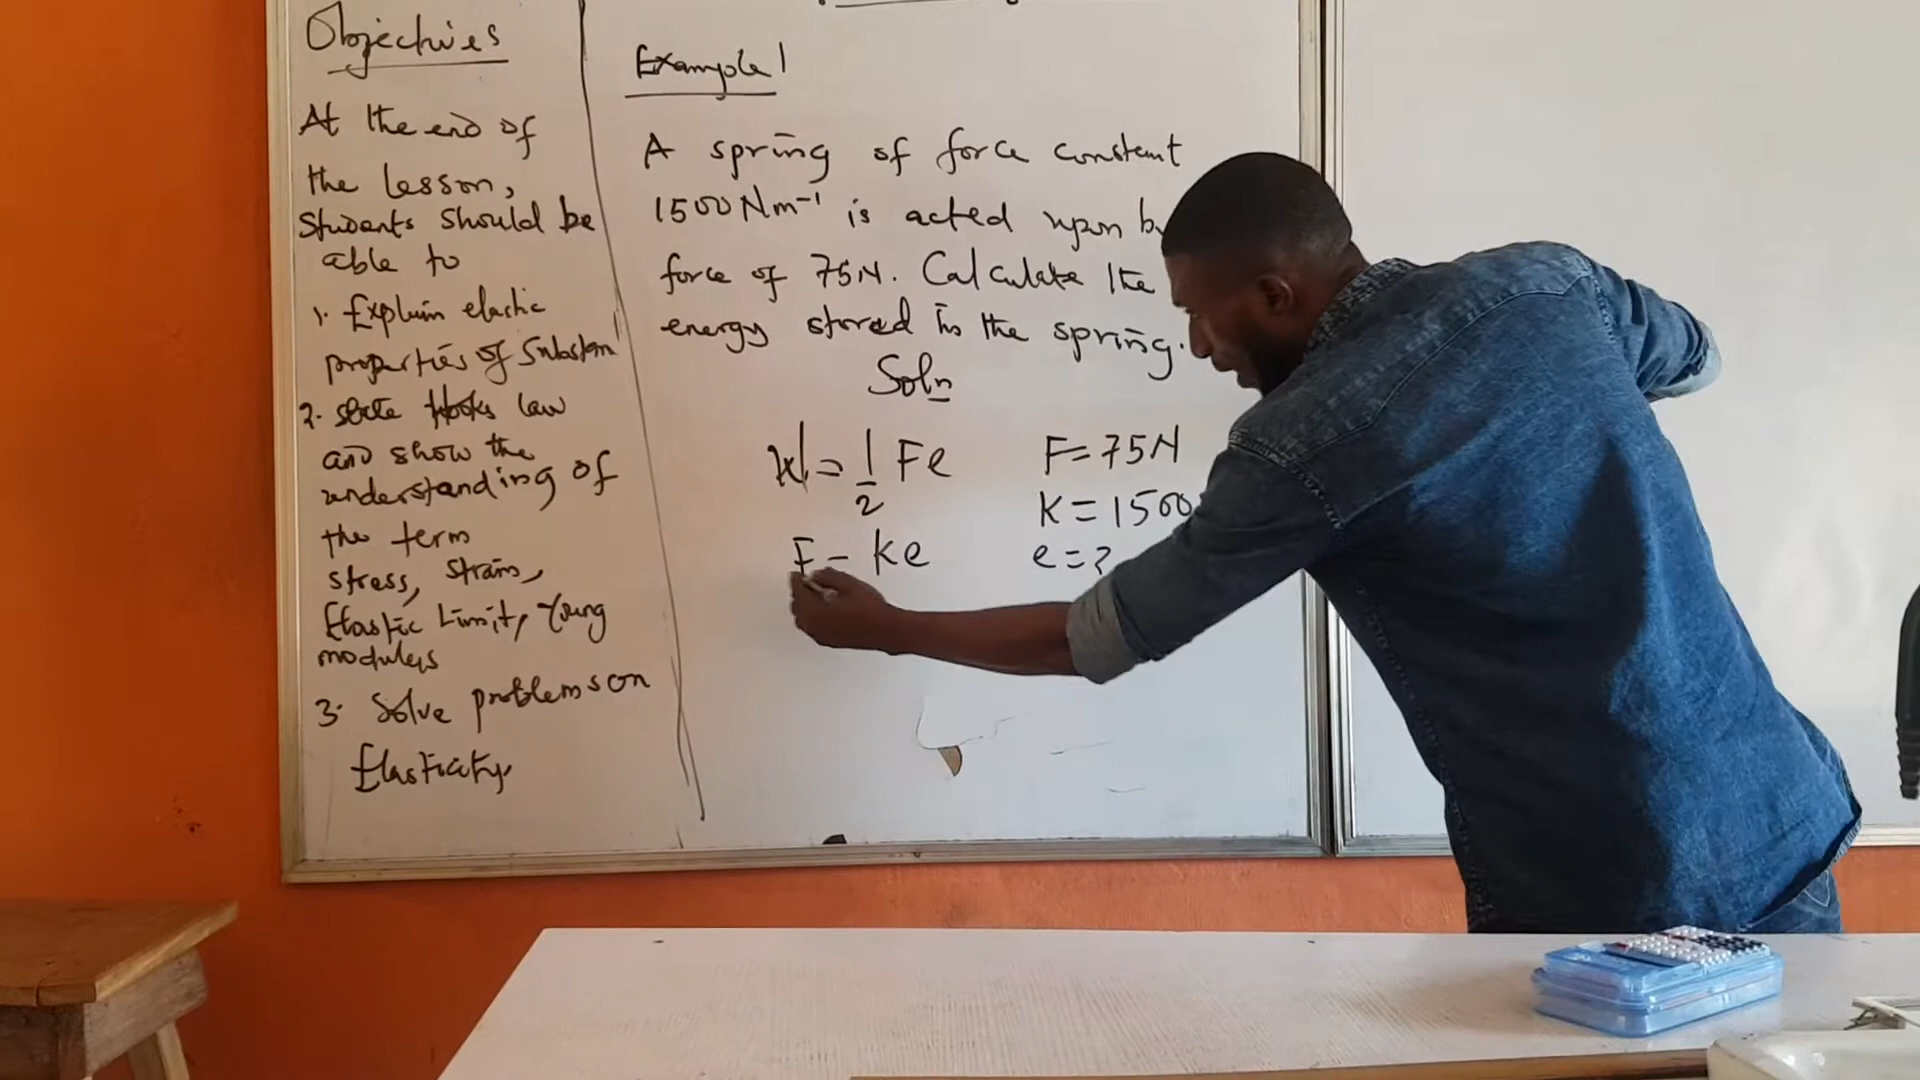 Objectives
At the end of
the lesson,
Students should be
able to
1. Explain elastic
properties of Substan
2. state Hooks law
and show the
understanding of
the term
stress, strain,
Elastic Limit, Young
modulus
3. Solve problems on
Elasticity.
Example 1
A spring of force constant
1500Nm⁻¹ is acted upon by
force of 75N. Calculate the
energy stored in the spring.
Soln
W = 1/2 Fe
F = ke
F = 75N
K = 1500
e = ?